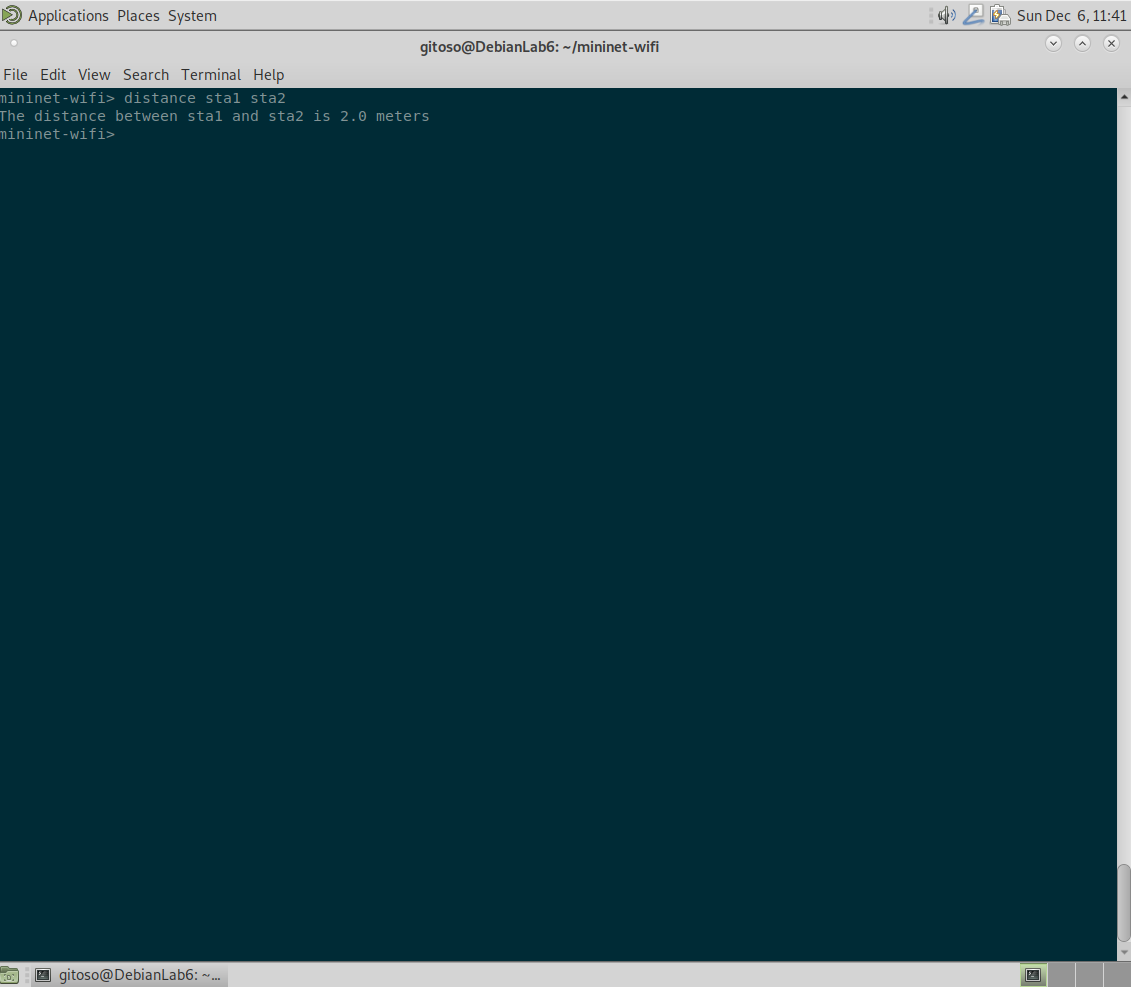 Applications Places System Sun Dec 6, 11:41
gitoso@DebianLab6: ~/mininet-wifi
File Edit View Search Terminal Help
mininet-wifi> distance sta1 sta2
The distance between sta1 and sta2 is 2.0 meters
mininet-wifi>
gitoso@DebianLab6: ~...